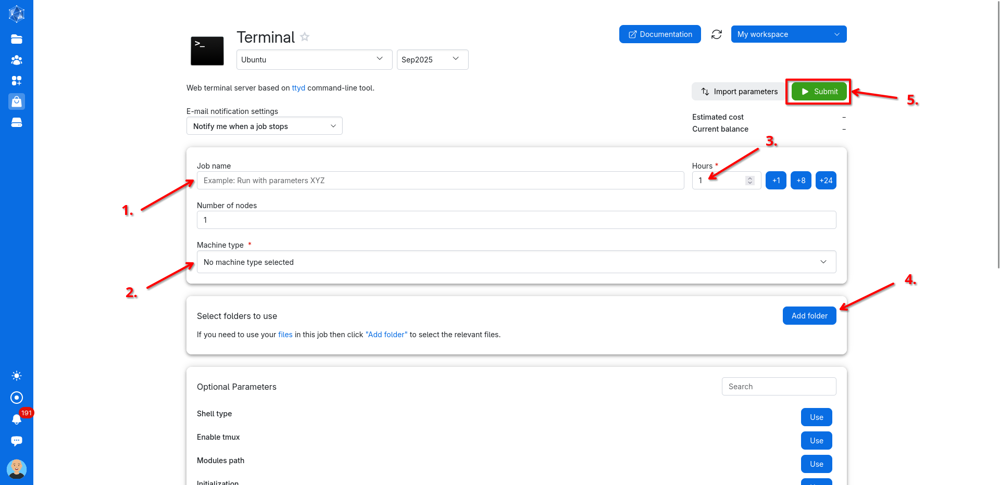 Terminal
Documentation
My workspace
>_
Ubuntu
Sep2025
Web terminal server based on ttyd command-line tool.
Import parameters
Submit
5.
E-mail notification settings
Notify me when a job stops
Estimated cost –
Current balance –
3.
Job name
Hours *
Example: Run with parameters XYZ
1
+1
+8
+24
1.
Number of nodes
1
Machine type *
No machine type selected
2.
4.
Select folders to use
Add folder
If you need to use your files in this job then click "Add folder" to select the relevant files.
Optional Parameters
Search
Shell type
Use
191
Enable tmux
Use
Modules path
Use
Initialization